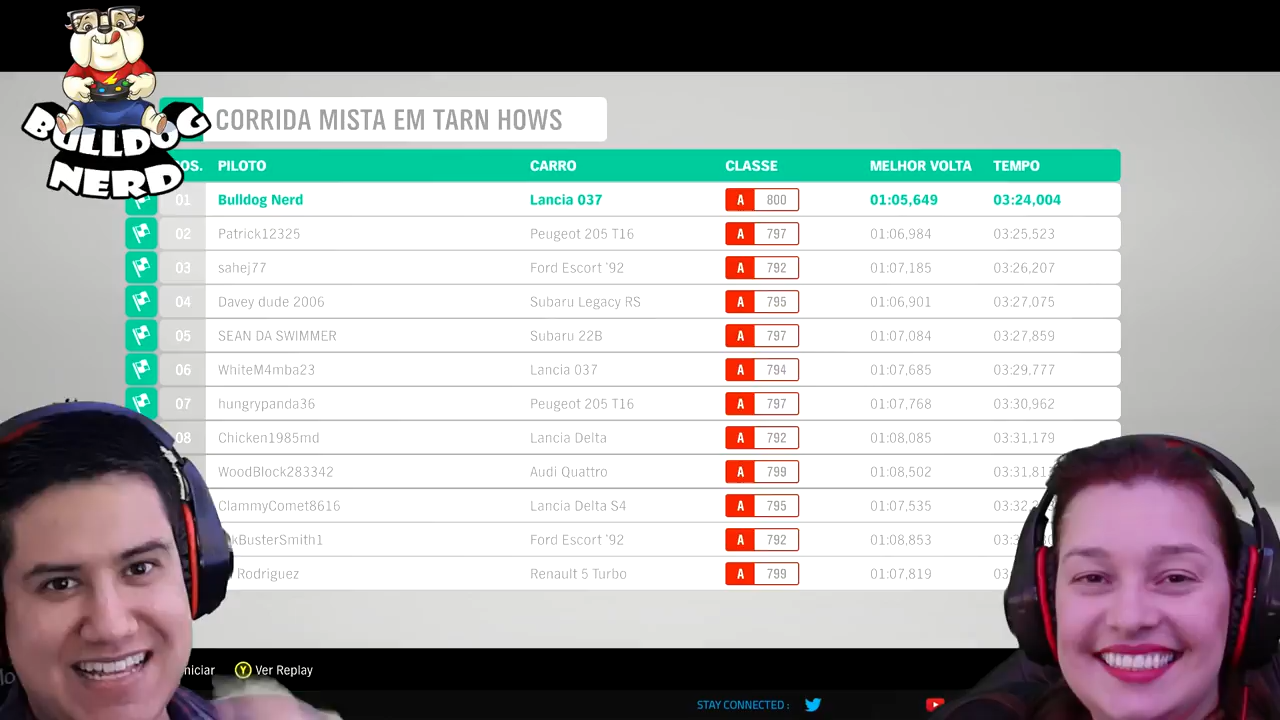 BULLDOG NERD
CORRIDA MISTA EM TARN HOWS
OS. PILOTO CARRO CLASSE MELHOR VOLTA TEMPO
01 Bulldog Nerd Lancia 037 A 800 01:05,649 03:24,004
02 Patrick12325 Peugeot 205 T16 A 797 01:06,984 03:25,523
03 sahej77 Ford Escort '92 A 792 01:07,185 03:26,207
04 Davey dude 2006 Subaru Legacy RS A 795 01:06,901 03:27,075
05 SEAN DA SWIMMER Subaru 22B A 797 01:07,084 03:27,859
06 WhiteM4mba23 Lancia 037 A 794 01:07,685 03:29,777
07 hungrypanda36 Peugeot 205 T16 A 797 01:07,768 03:30,962
08 Chicken1985md Lancia Delta A 792 01:08,085 03:31,179
WoodBlock283342 Audi Quattro A 799 01:08,502
ClammyComet8616 Lancia Delta S4 A 795 01:07,535
kBusterSmith1 Ford Escort '92 A 792 01:08,853
Rodriguez Renault 5 Turbo A 799 01:07,819
niciar Y Ver Replay
STAY CONNECTED :